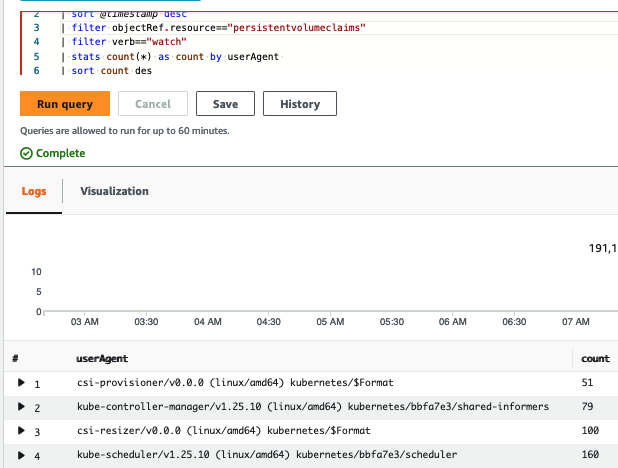 2 | sort @timestamp desc
3 | filter objectRef.resource=="persistentvolumeclaims"
4 | filter verb=="watch"
5 | stats count(*) as count by userAgent
6 | sort count des
Run query Cancel Save History
Queries are allowed to run for up to 60 minutes.
Complete
Logs Visualization
191,1
10
5
0
03 AM 03:30 04 AM 04:30 05 AM 05:30 06 AM 06:30 07 AM
# userAgent count
1 csi-provisioner/v0.0.0 (linux/amd64) kubernetes/$Format 51
2 kube-controller-manager/v1.25.10 (linux/amd64) kubernetes/bbfa7e3/shared-informers 79
3 csi-resizer/v0.0.0 (linux/amd64) kubernetes/$Format 100
4 kube-scheduler/v1.25.10 (linux/amd64) kubernetes/bbfa7e3/scheduler 160